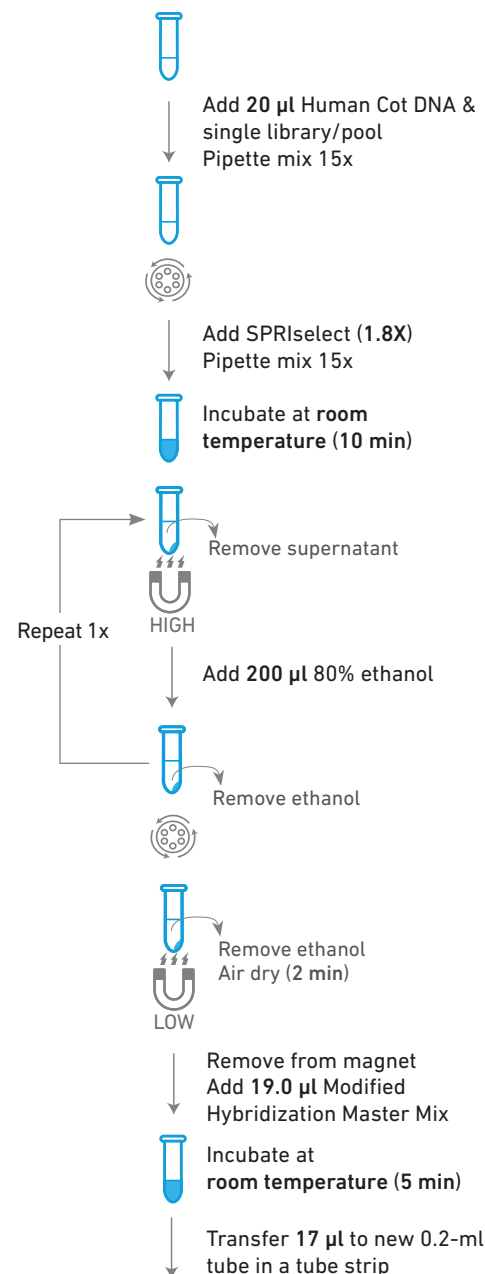 Add 20 µl Human Cot DNA &
single library/pool
Pipette mix 15x
Add SPRIselect (1.8X)
Pipette mix 15x
Incubate at room
temperature (10 min)
Remove supernatant
HIGH
Repeat 1x
Add 200 µl 80% ethanol
Remove ethanol
Remove ethanol
Air dry (2 min)
LOW
Remove from magnet
Add 19.0 µl Modified
Hybridization Master Mix
Incubate at
room temperature (5 min)
Transfer 17 µl to new 0.2-ml
tube in a tube strip